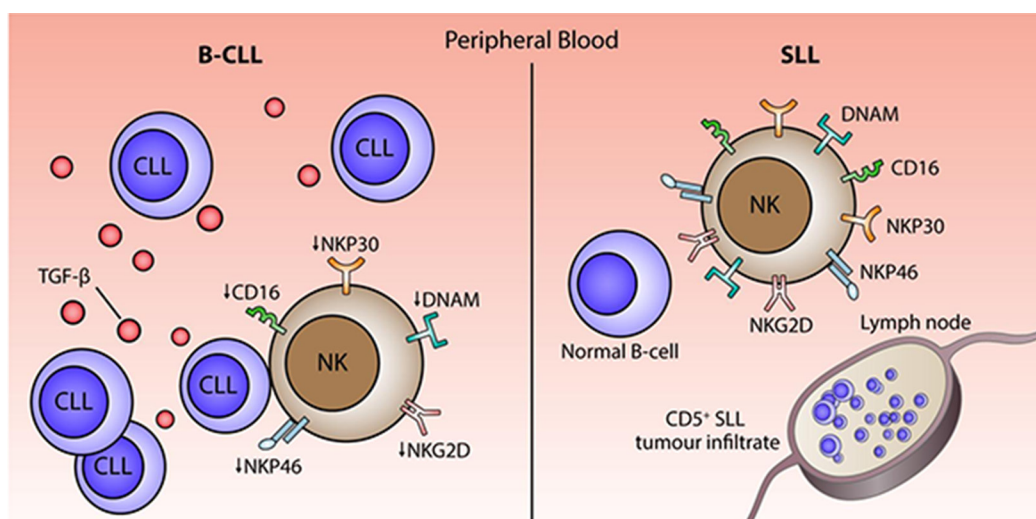 Peripheral Blood
B-CLL
CLL
CLL
TGF-β
↓NKP30
↓CD16
↓DNAM
NK
CLL
CLL
CLL
↓NKP46
↓NKG2D
SLL
DNAM
CD16
NK
NKP30
NKP46
NKG2D
Normal B-cell
Lymph node
CD5⁺ SLL
tumour infiltrate